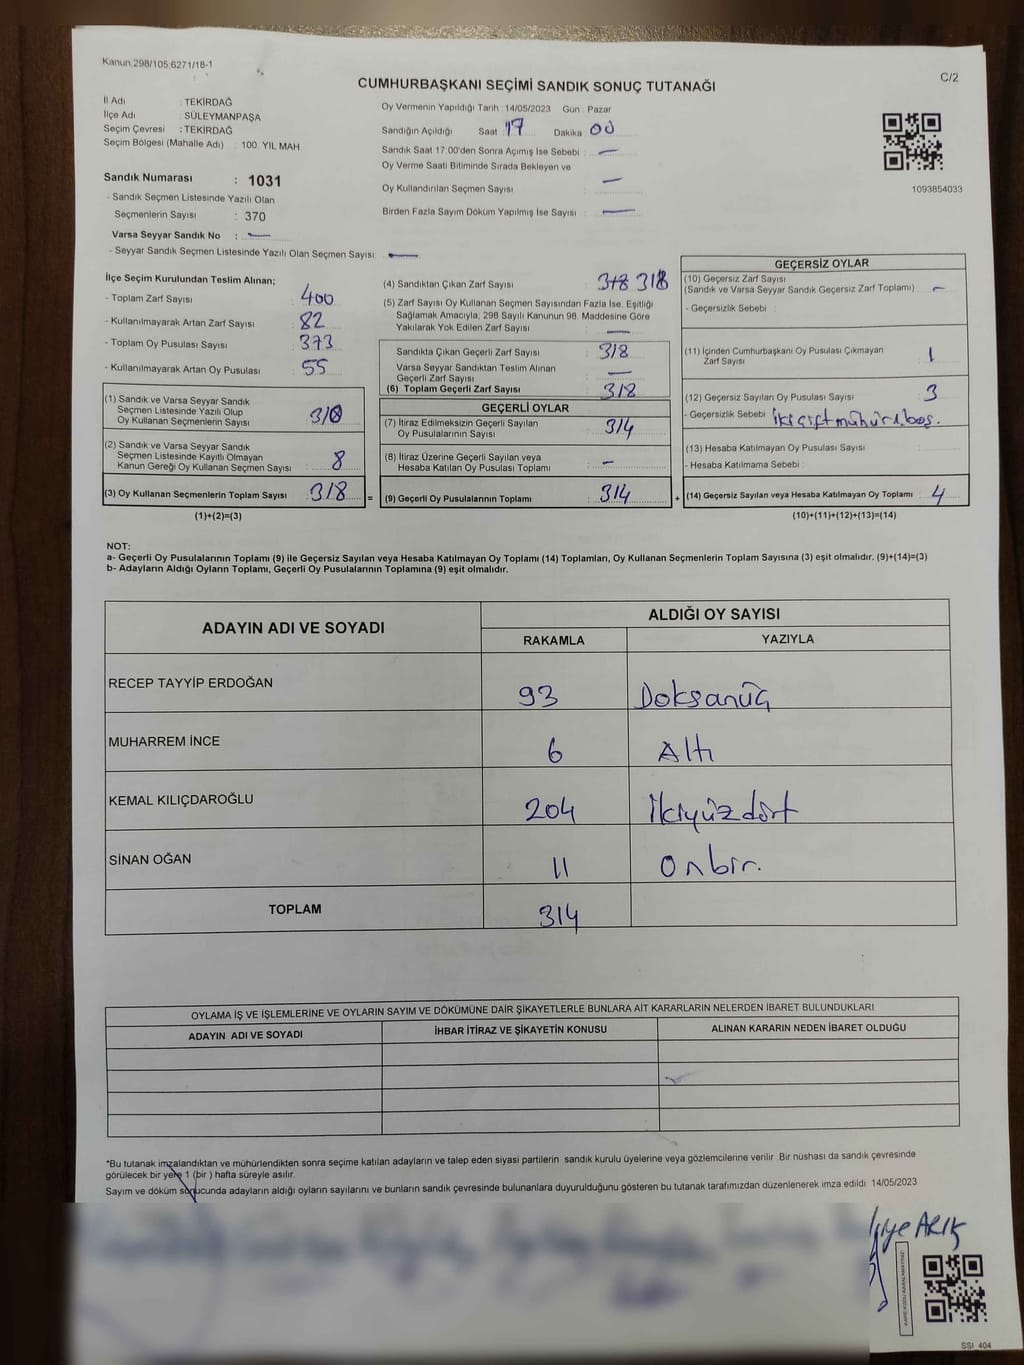 Kanun,298/105,6271/18-1
C/2
CUMHURBAŞKANI SEÇİMİ SANDIK SONUÇ TUTANAĞI
İl Adı : TEKİRDAĞ
İlçe Adı : SÜLEYMANPAŞA
Seçim Çevresi : TEKİRDAĞ
Seçim Bölgesi (Mahalle Adı) 100. YIL MAH.
Sandık Numarası : 1031
- Sandık Seçmen Listesinde Yazılı Olan
Seçmenlerin Sayısı : 370
Varsa Seyyar Sandık No : —
- Seyyar Sandık Seçmen Listesinde Yazılı Olan Seçmen Sayısı: —
Oy Vermenin Yapıldığı Tarih : 14/05/2023 Gün : Pazar
Sandığın Açıldığı Saat 17 Dakika 00
Sandık Saat 17:00'den Sonra Açımış İse Sebebi : —
Oy Verme Saati Bitiminde Sırada Bekleyen ve
Oy Kullandırılan Seçmen Sayısı —
Birden Fazla Sayım Döküm Yapılmış İse Sayısı : —
1093854033
İlçe Seçim Kurulundan Teslim Alınan;
- Toplam Zarf Sayısı : 400
- Kullanılmayarak Artan Zarf Sayısı : 82
- Toplam Oy Pusulası Sayısı : 373
- Kullanılmayarak Artan Oy Pusulası : 55
(1) Sandık ve Varsa Seyyar Sandık
Seçmen Listesinde Yazılı Olup
Oy Kullanan Seçmenlerin Sayısı : 310
(2) Sandık ve Varsa Seyyar Sandık
Seçmen Listesinde Kayıtlı Olmayan
Kanun Gereği Oy Kullanan Seçmen Sayısı : 8
(3) Oy Kullanan Seçmenlerin Toplam Sayısı : 318
(1)+(2)=(3)
(4) Sandıktan Çıkan Zarf Sayısı : 318 318
(5) Zarf Sayısı Oy Kullanan Seçmen Sayısından Fazla İse, Eşitliği
Sağlamak Amacıyla, 298 Sayılı Kanunun 98. Maddesine Göre
Yakılarak Yok Edilen Zarf Sayısı : —
Sandıkta Çıkan Geçerli Zarf Sayısı : 318
Varsa Seyyar Sandıktan Teslim Alınan
Geçerli Zarf Sayısı : —
(6) Toplam Geçerli Zarf Sayısı : 318
GEÇERLİ OYLAR
(7) İtiraz Edilmeksizin Geçerli Sayılan
Oy Pusulalarının Sayısı : 314
(8) İtiraz Üzerine Geçerli Sayılan veya
Hesaba Katılan Oy Pusulası Toplamı : —
= (9) Geçerli Oy Pusulalarının Toplamı : 314 +
GEÇERSİZ OYLAR
(10) Geçersiz Zarf Sayısı
(Sandık ve Varsa Seyyar Sandık Geçersiz Zarf Toplamı) : —
- Geçersizlik Sebebi :
(11) İçinden Cumhurbaşkanı Oy Pusulası Çıkmayan
Zarf Sayısı : 1
(12) Geçersiz Sayılan Oy Pusulası Sayısı : 3
- Geçersizlik Sebebi : iki çift mühür.1.boş.
(13) Hesaba Katılmayan Oy Pusulası Sayısı :
- Hesaba Katılmama Sebebi :
(14) Geçersiz Sayılan veya Hesaba Katılmayan Oy Toplamı : 4
(10)+(11)+(12)+(13)=(14)
NOT:
a- Geçerli Oy Pusulalarının Toplamı (9) ile Geçersiz Sayılan veya Hesaba Katılmayan Oy Toplamı (14) Toplamları, Oy Kullanan Seçmenlerin Toplam Sayısına (3) eşit olmalıdır. (9)+(14)=(3)
b- Adayların Aldığı Oyların Toplamı, Geçerli Oy Pusulalarının Toplamına (9) eşit olmalıdır.
ADAYIN ADI VE SOYADI
ALDIĞI OY SAYISI
RAKAMLA YAZIYLA
RECEP TAYYİP ERDOĞAN 93 Doksanüç
MUHARREM İNCE 6 Altı
KEMAL KILIÇDAROĞLU 204 İkiyüzdört
SİNAN OĞAN 11 Onbir.
TOPLAM 314
OYLAMA İŞ VE İŞLEMLERİNE VE OYLARIN SAYIM VE DÖKÜMÜNE DAİR ŞİKAYETLERLE BUNLARA AİT KARARLARIN NELERDEN İBARET BULUNDUKLARI
ADAYIN ADI VE SOYADI İHBAR İTİRAZ VE ŞİKAYETİN KONUSU ALINAN KARARIN NEDEN İBARET OLDUĞU
*Bu tutanak imzalandıktan ve mühürlendikten sonra seçime katılan adayların ve talep eden siyasi partilerin sandık kurulu üyelerine veya gözlemcilerine verilir. Bir nüshası da sandık çevresinde
görülecek bir yere 1 (bir ) hafta süreyle asılır.
Sayım ve döküm sonucunda adayların aldığı oyların sayılarını ve bunların sandık çevresinde bulunanlara duyurulduğunu gösteren bu tutanak tarafımızdan düzenlenerek imza edildi. 14/05/2023
ARIK
SSI_404